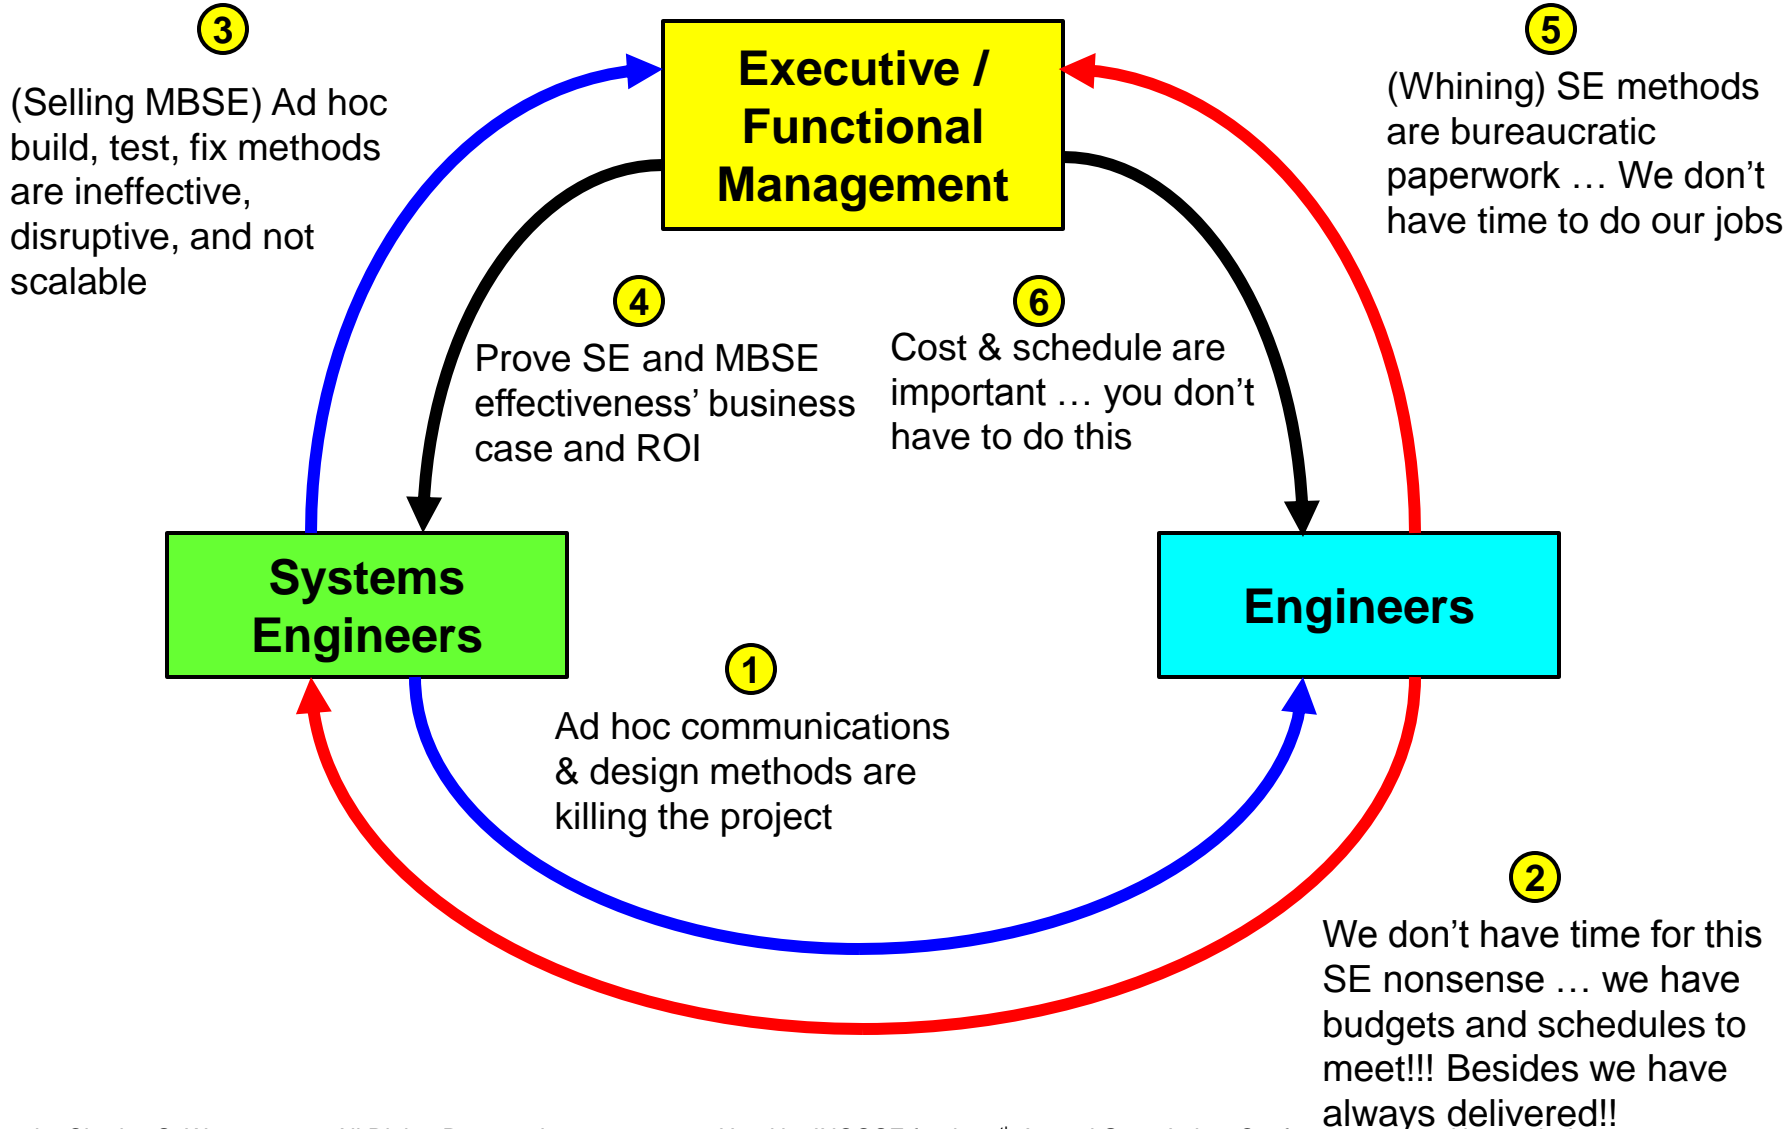 3
(Selling MBSE) Ad hoc
build, test, fix methods
are ineffective,
disruptive, and not
scalable
Executive /
Functional
Management
5
(Whining) SE methods
are bureaucratic
paperwork … We don’t
have time to do our jobs
4
Prove SE and MBSE
effectiveness’ business
case and ROI
6
Cost & schedule are
important … you don’t
have to do this
Systems
Engineers
Engineers
1
Ad hoc communications
& design methods are
killing the project
2
We don’t have time for this
SE nonsense … we have
budgets and schedules to
meet!!! Besides we have
always delivered!!